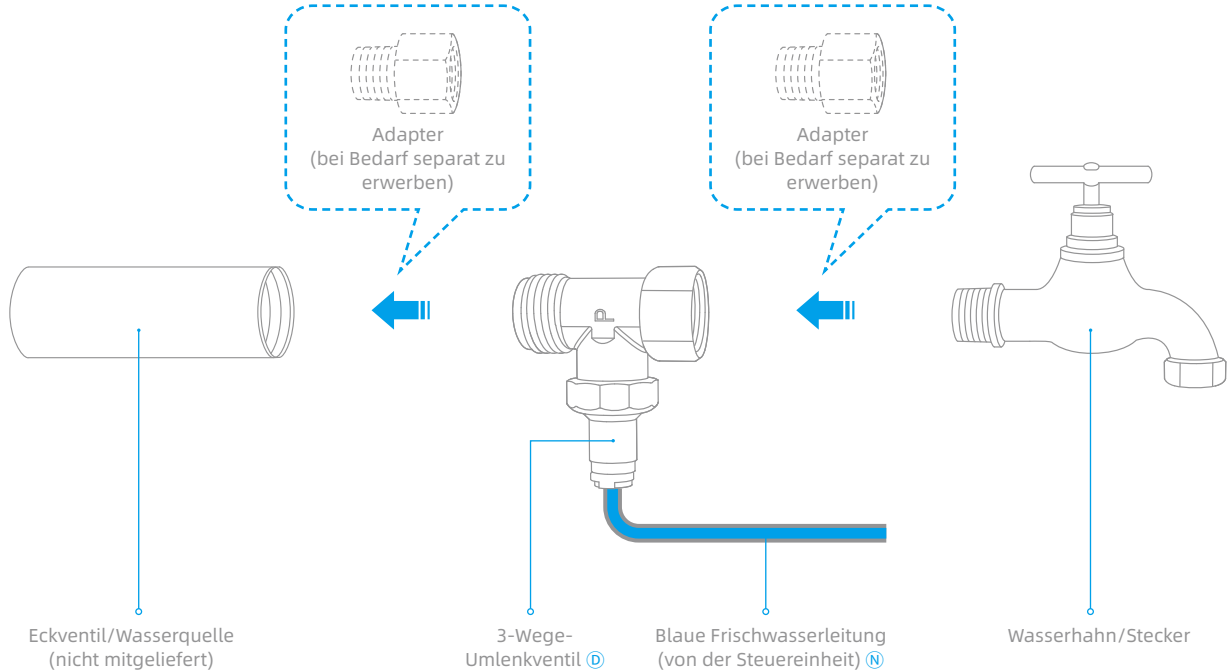 Adapter
(bei Bedarf separat zu
erwerben)
Adapter
(bei Bedarf separat zu
erwerben)
P
Eckventil/Wasserquelle
(nicht mitgeliefert)
3-Wege-
Umlenkventil Ⓓ
Blaue Frischwasserleitung
(von der Steuereinheit) Ⓝ
Wasserhahn/Stecker